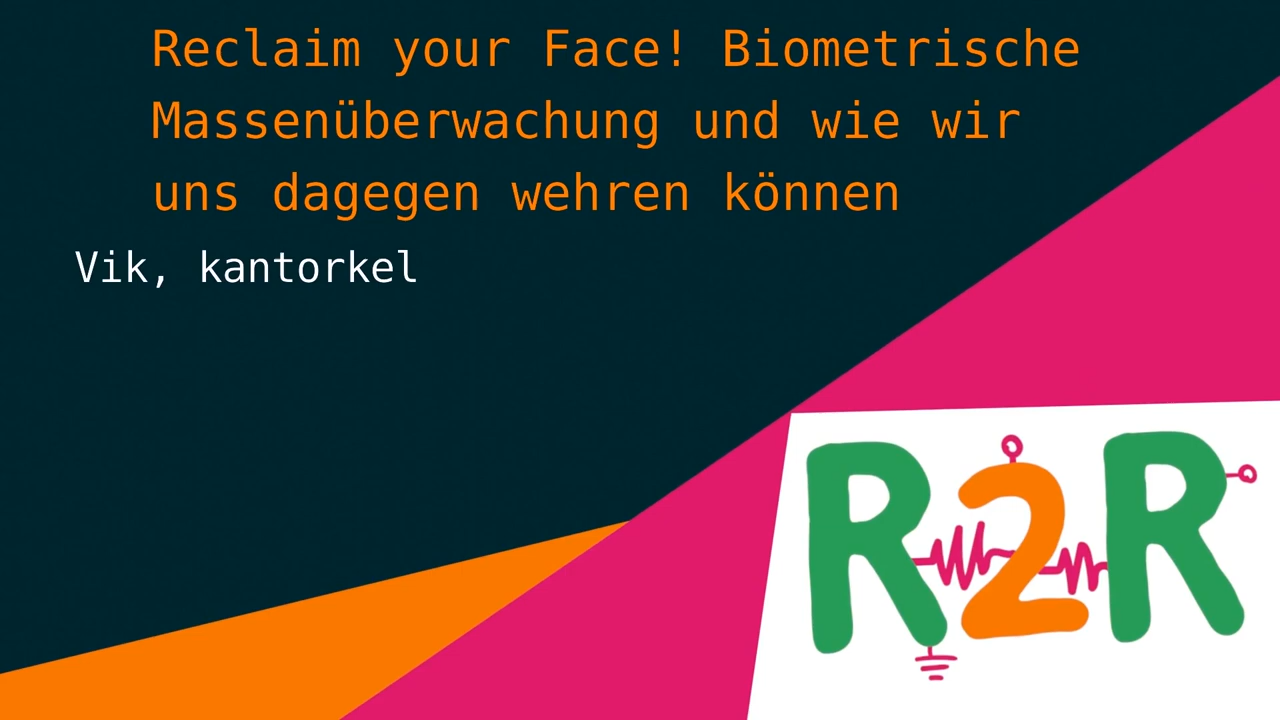 Reclaim your Face! Biometrische
Massenüberwachung und wie wir
uns dagegen wehren können
Vik, kantorkel
R2R